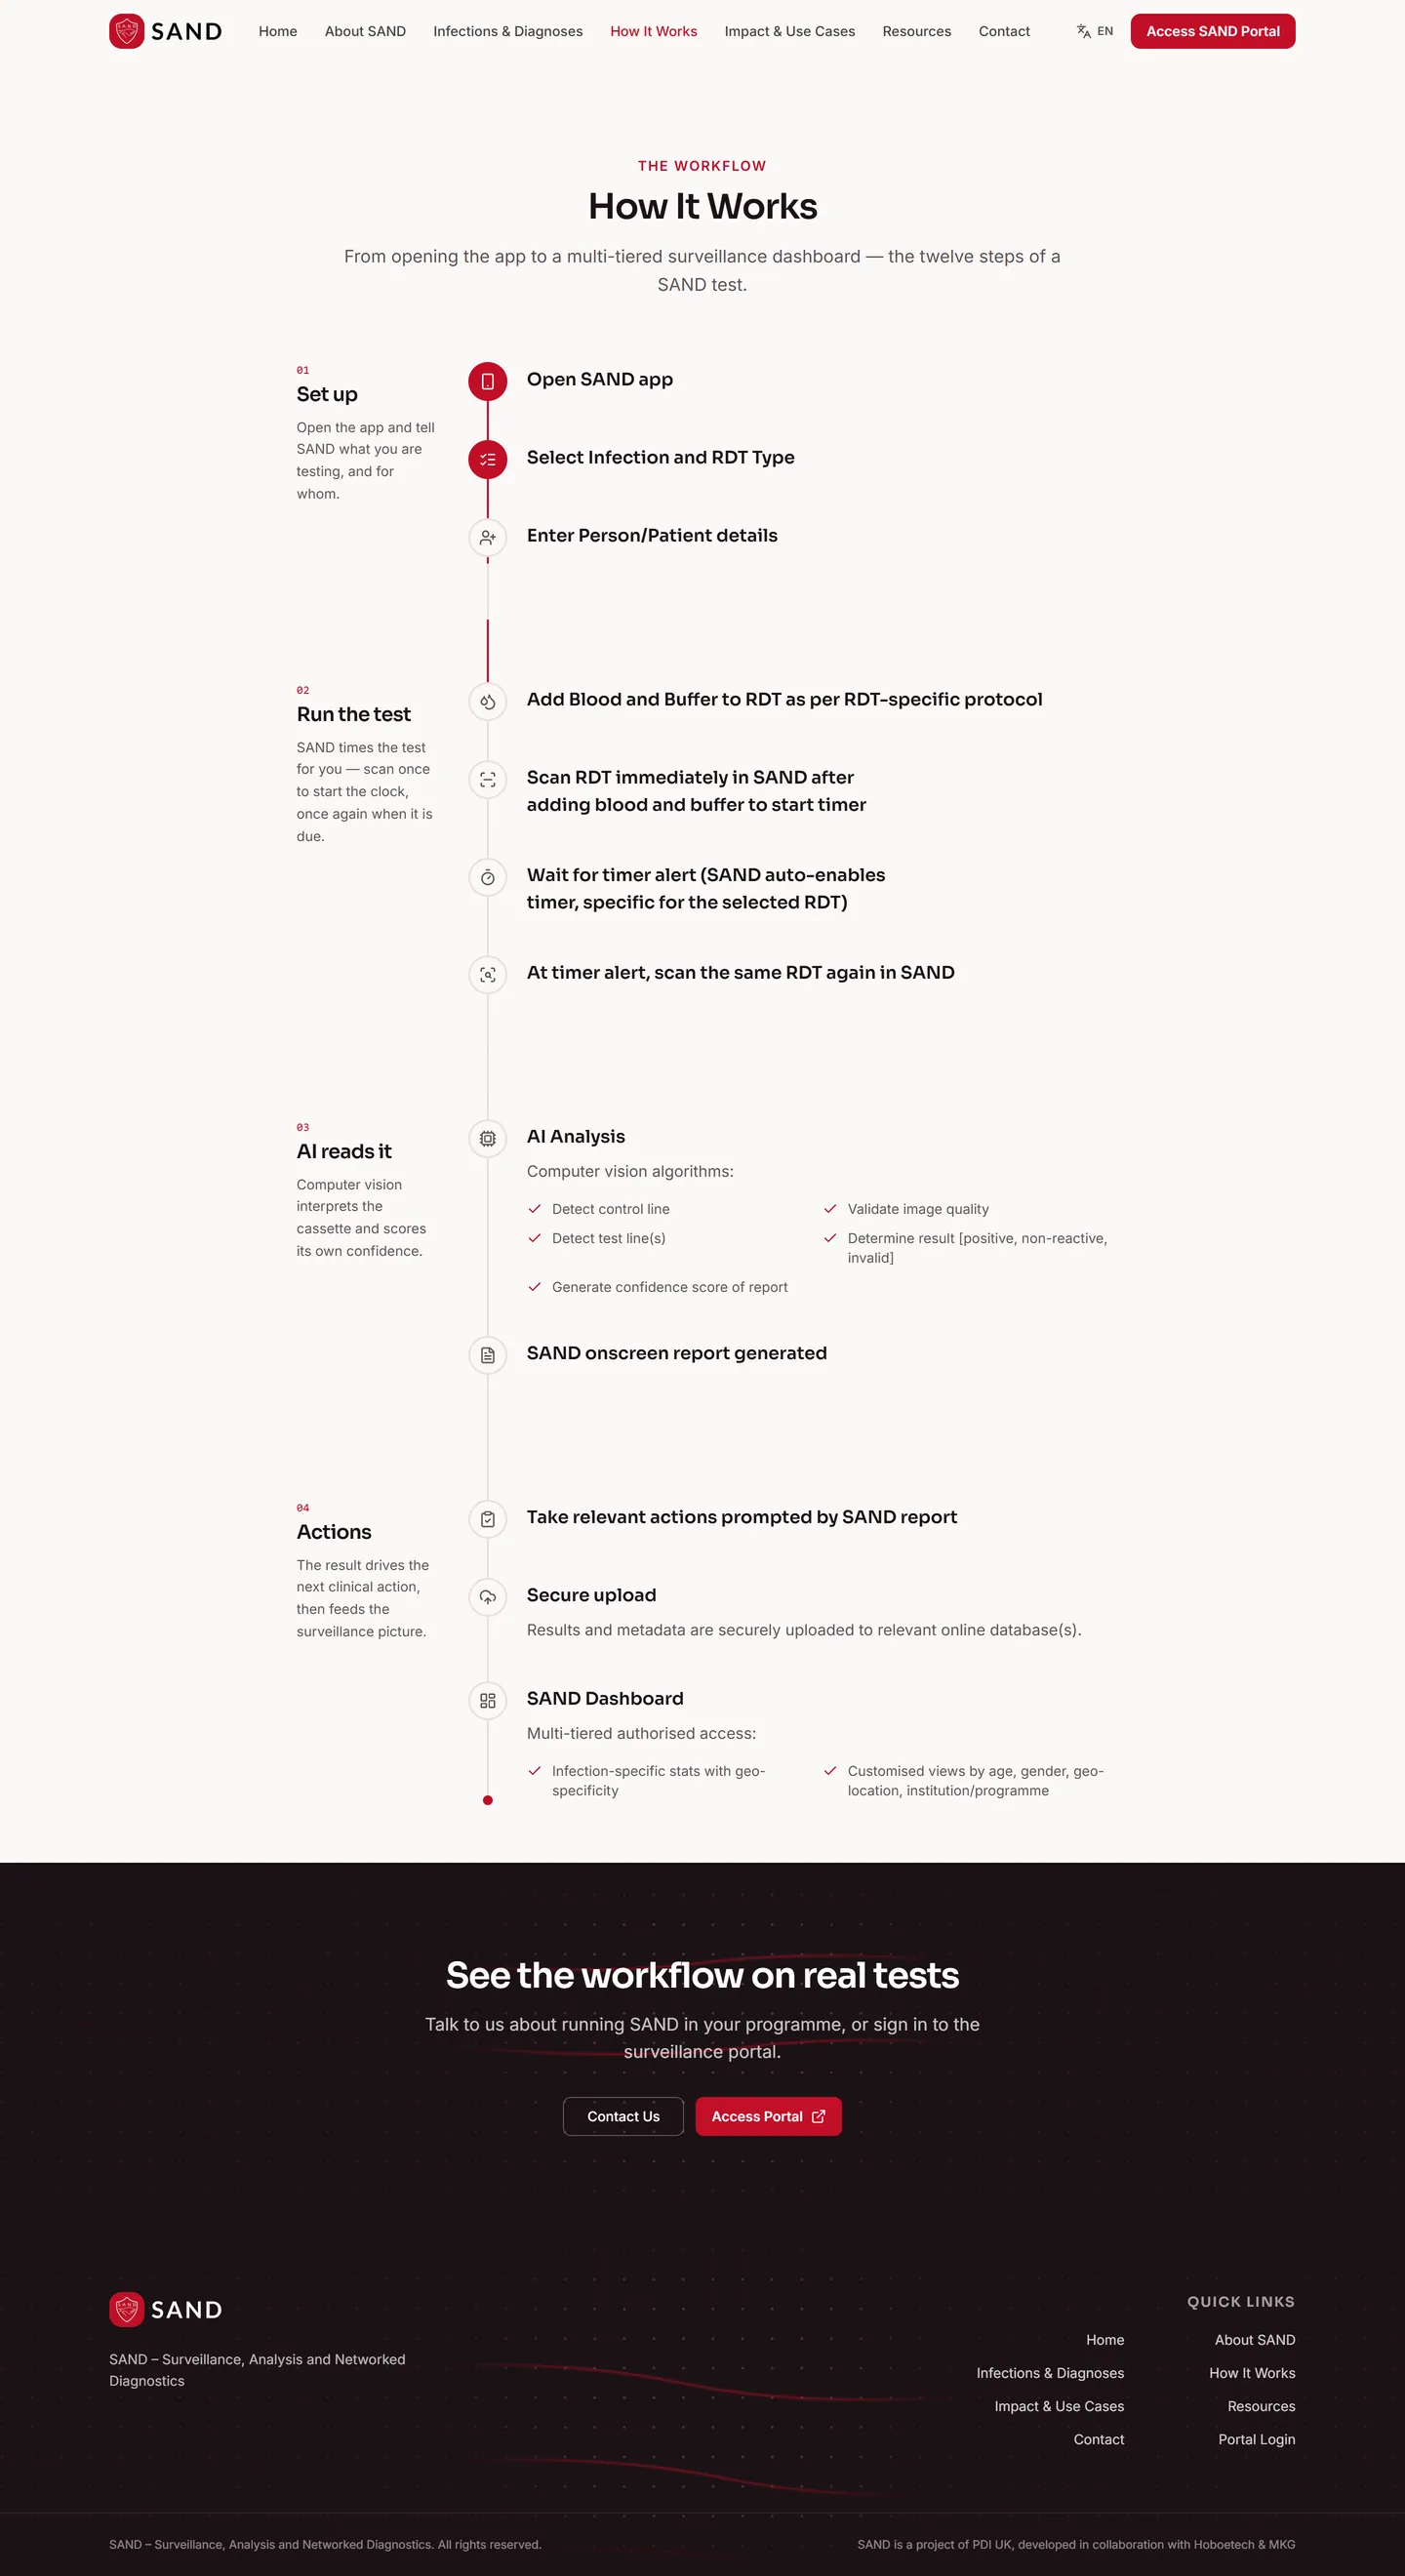 SAND
Home
About SAND
Infections & Diagnoses
How It Works
Impact & Use Cases
Resources
Contact
EN
Access SAND Portal
THE WORKFLOW
How It Works
From opening the app to a multi-tiered surveillance dashboard — the twelve steps of a
SAND test.
01
Set up
Open the app and tell
SAND what you are
testing, and for
whom.
Open SAND app
Select Infection and RDT Type
Enter Person/Patient details
02
Run the test
SAND times the test
for you — scan once
to start the clock,
once again when it is
due.
Add Blood and Buffer to RDT as per RDT-specific protocol
Scan RDT immediately in SAND after
adding blood and buffer to start timer
Wait for timer alert (SAND auto-enables
timer, specific for the selected RDT)
At timer alert, scan the same RDT again in SAND
03
AI reads it
Computer vision
interprets the
cassette and scores
its own confidence.
AI Analysis
Computer vision algorithms:
Detect control line
Validate image quality
Detect test line(s)
Determine result [positive, non-reactive,
invalid]
Generate confidence score of report
SAND onscreen report generated
04
Actions
The result drives the
next clinical action,
then feeds the
surveillance picture.
Take relevant actions prompted by SAND report
Secure upload
Results and metadata are securely uploaded to relevant online database(s).
SAND Dashboard
Multi-tiered authorised access:
Infection-specific stats with geo-
specificity
Customised views by age, gender, geo-
location, institution/programme
See the workflow on real tests
Talk to us about running SAND in your programme, or sign in to the
surveillance portal.
Contact Us
Access Portal
SAND
SAND – Surveillance, Analysis and Networked
Diagnostics
QUICK LINKS
Home
About SAND
Infections & Diagnoses
How It Works
Impact & Use Cases
Resources
Contact
Portal Login
SAND – Surveillance, Analysis and Networked Diagnostics. All rights reserved.
SAND is a project of PDI UK, developed in collaboration with Hoboetech & MKG